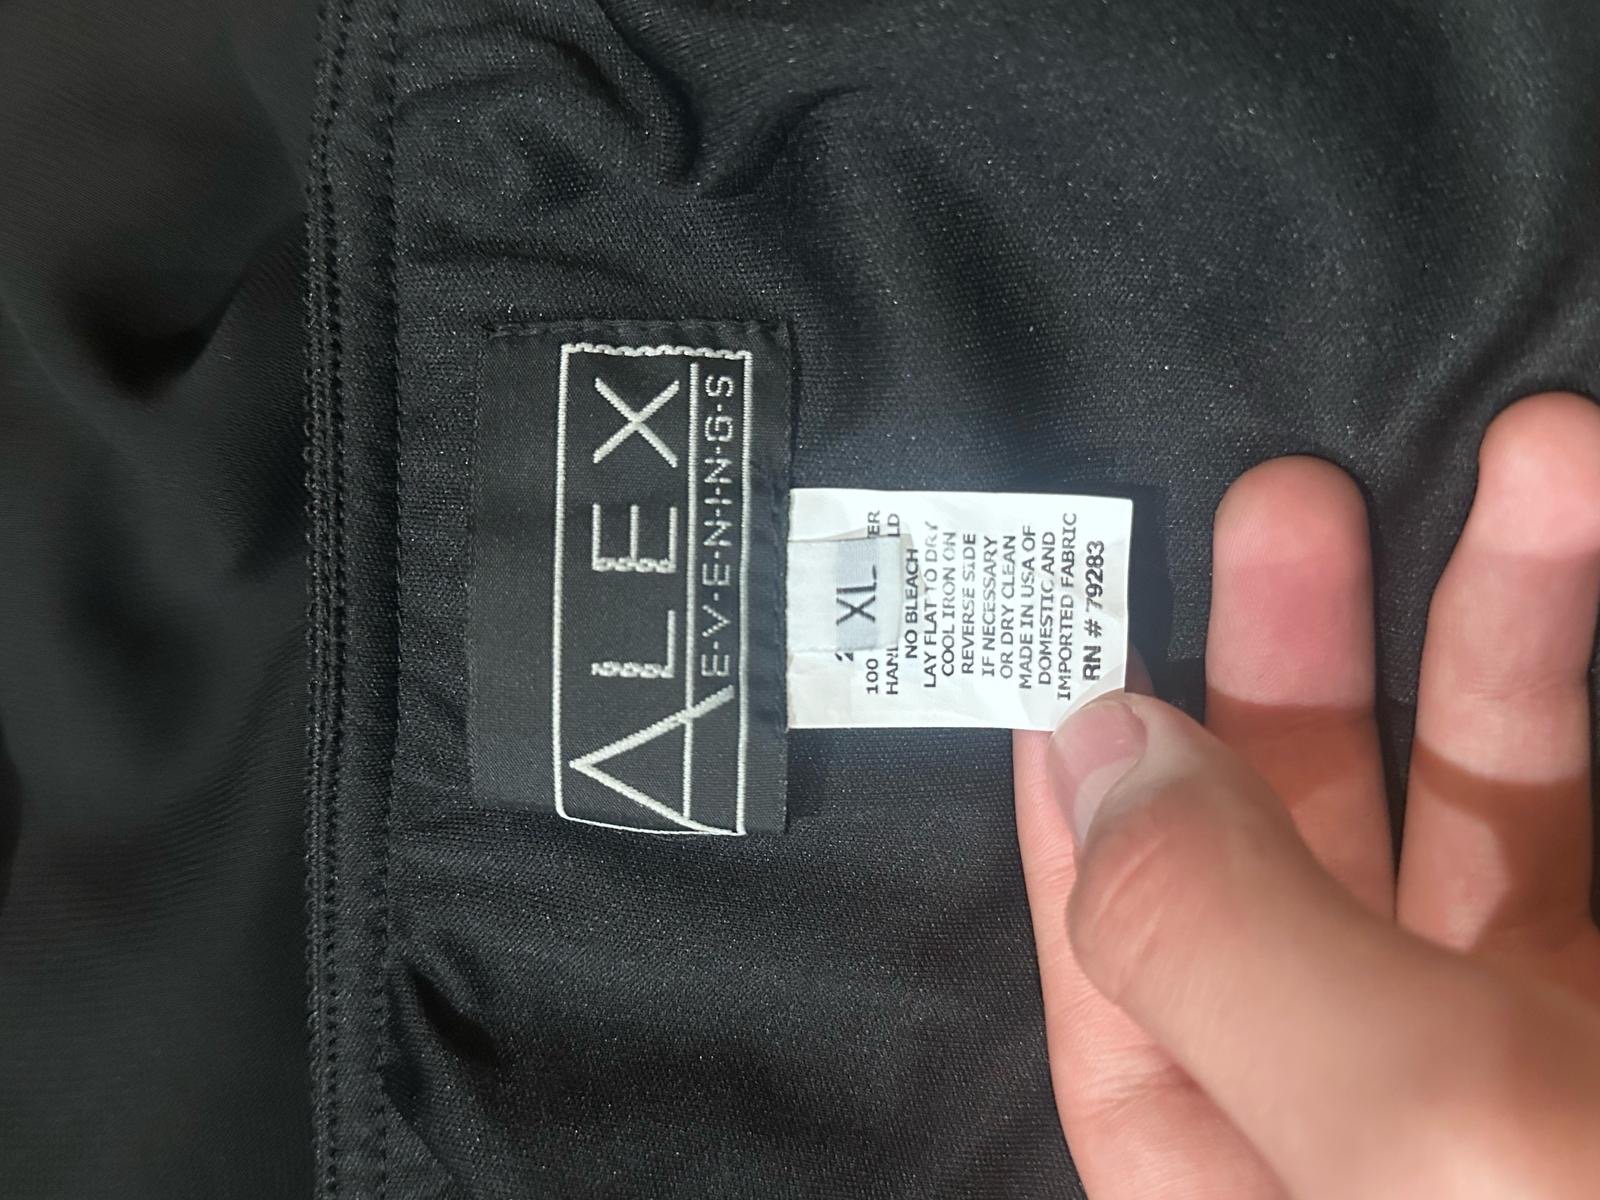 ALEX
E·V·E·N·I·N·G·S
XL
100
NO BLEACH
LAY FLAT TO DRY
COOL IRON ON
REVERSE SIDE
IF NECESSARY
OR DRY CLEAN
MADE IN USA OF
DOMESTIC AND
IMPORTED FABRIC
RN # 79283